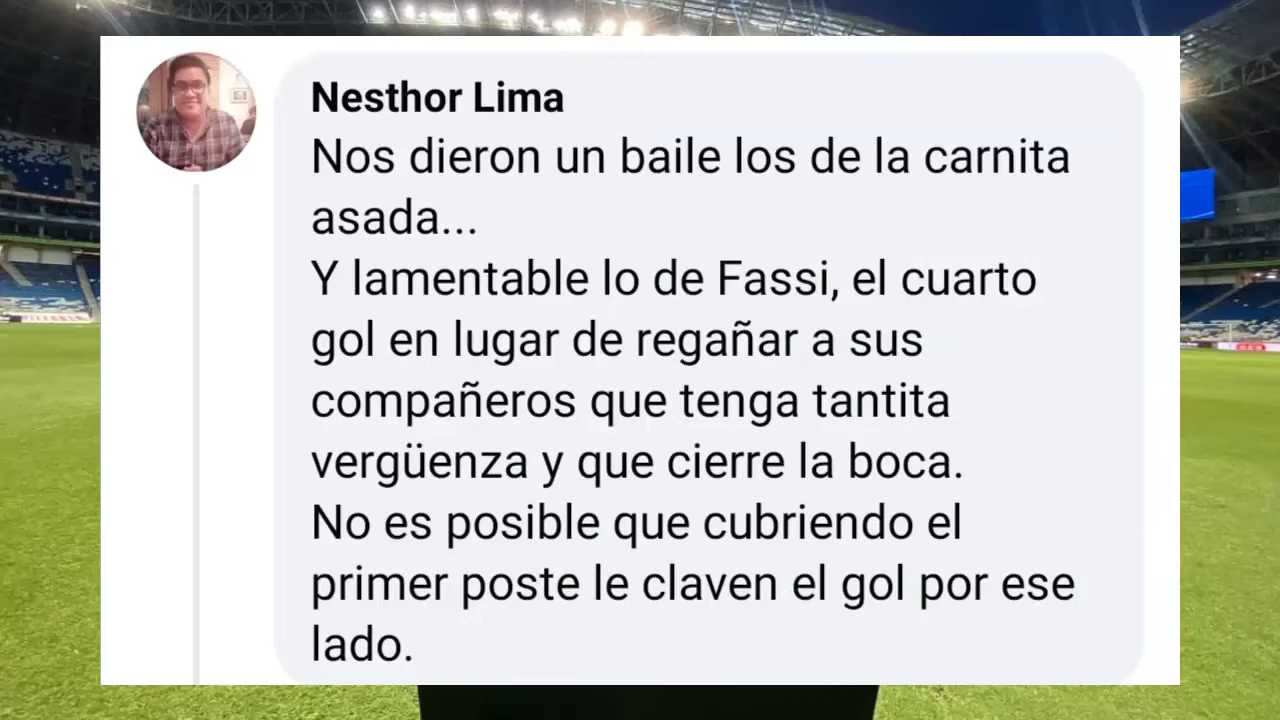 Nesthor Lima
Nos dieron un baile los de la carnita
asada...
Y lamentable lo de Fassi, el cuarto
gol en lugar de regañar a sus
compañeros que tenga tantita
vergüenza y que cierre la boca.
No es posible que cubriendo el
primer poste le claven el gol por ese
lado.